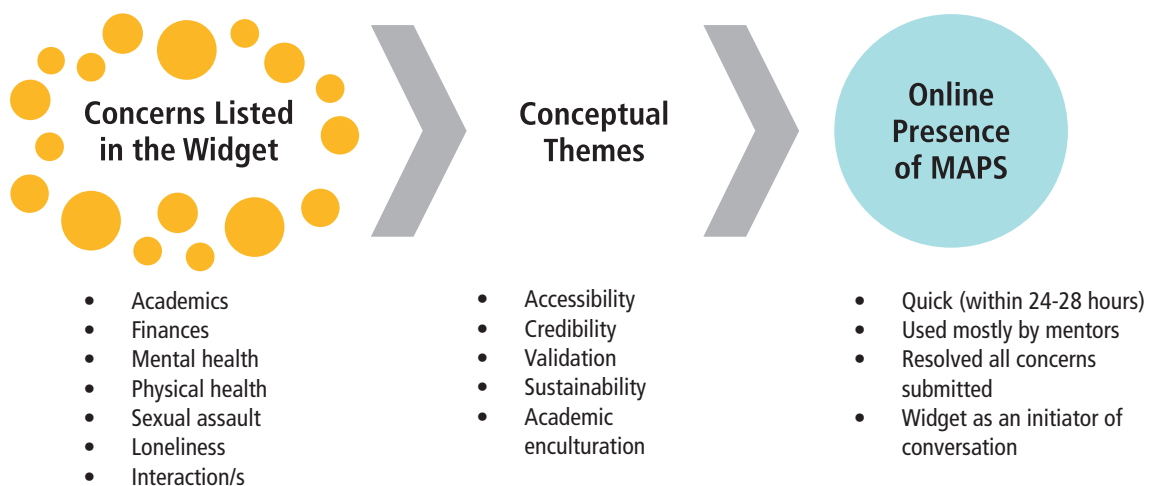 Concerns Listed
in the Widget
• Academics
• Finances
• Mental health
• Physical health
• Sexual assault
• Loneliness
• Interaction/s
Conceptual
Themes
• Accessibility
• Credibility
• Validation
• Sustainability
• Academic
enculturation
Online
Presence
of MAPS
• Quick (within 24-28 hours)
• Used mostly by mentors
• Resolved all concerns
submitted
• Widget as an initiator of
conversation